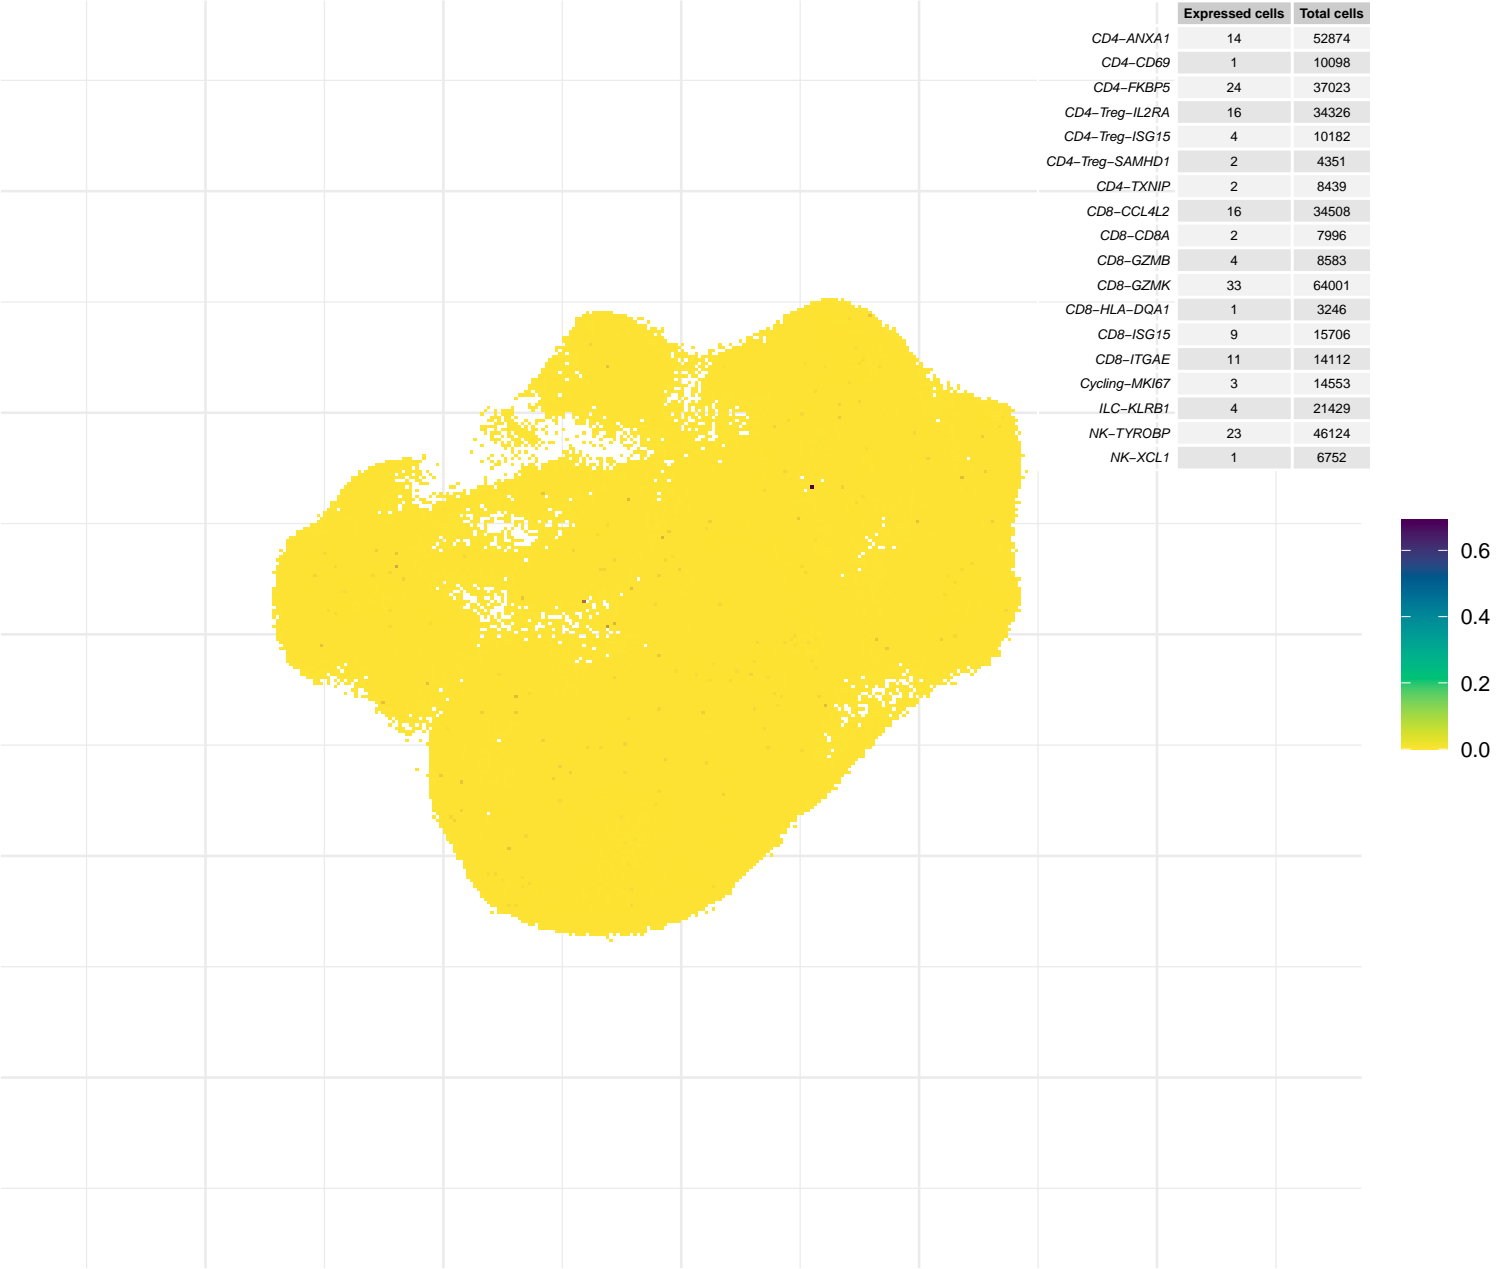 Expressed cells Total cells
CD4−ANXA1 14 52874
CD4−CD69 1 10098
CD4−FKBP5 24 37023
CD4−Treg−IL2RA 16 34326
CD4−Treg−ISG15 4 10182
CD4−Treg−SAMHD1 2 4351
CD4−TXNIP 2 8439
CD8−CCL4L2 16 34508
CD8−CD8A 2 7996
CD8−GZMB 4 8583
CD8−GZMK 33 64001
CD8−HLA−DQA1 1 3246
CD8−ISG15 9 15706
CD8−ITGAE 11 14112
Cycling−MKI67 3 14553
ILC−KLRB1 4 21429
NK−TYROBP 23 46124
NK−XCL1 1 6752
0.6
0.4
0.2
0.0